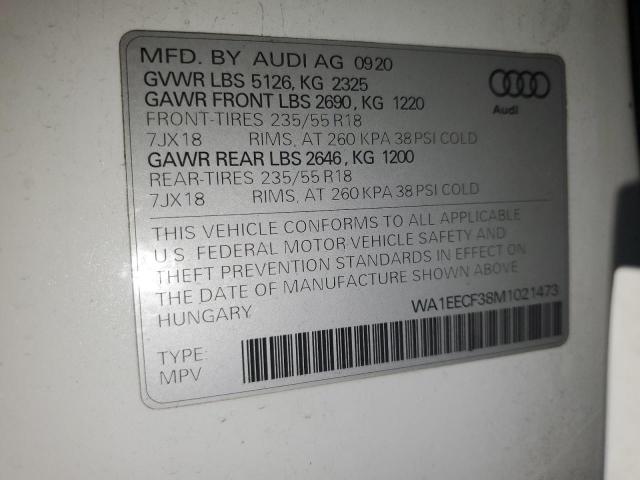 MFD. BY AUDI AG 0920
GVWR LBS 5126, KG 2325
GAWR FRONT LBS 2690, KG 1220
FRONT-TIRES 235/55 R18
7JX18 RIMS, AT 260 KPA 38 PSI COLD
GAWR REAR LBS 2646, KG 1200
REAR-TIRES 235/55 R18
7JX18 RIMS, AT 260 KPA 38 PSI COLD
Audi
THIS VEHICLE CONFORMS TO ALL APPLICABLE
U.S. FEDERAL MOTOR VEHICLE SAFETY AND
THEFT PREVENTION STANDARDS IN EFFECT ON
THE DATE OF MANUFACTURE SHOWN ABOVE
HUNGARY
WA1EECF38M1021473
TYPE:
MPV